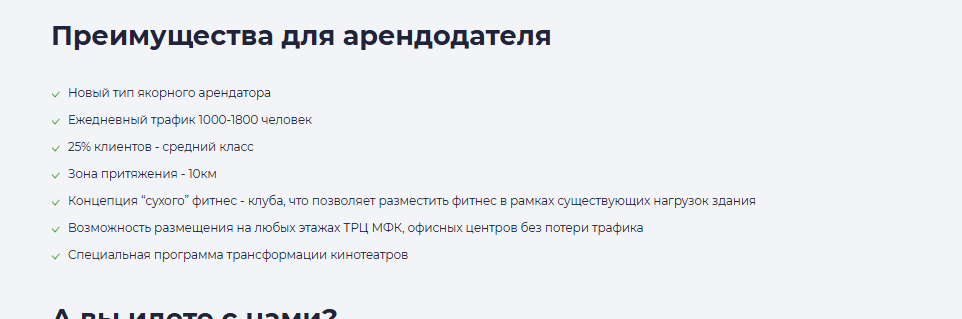 Преимущества для арендодателя
Новый тип якорного арендатора
Ежедневный трафик 1000-1800 человек
25% клиентов - средний класс
Зона притяжения - 10км
Концепция “сухого” фитнес - клуба, что позволяет разместить фитнес в рамках существующих нагрузок здания
Возможность размещения на любых этажах ТРЦ МФК, офисных центров без потери трафика
Специальная программа трансформации кинотеатров
А вы идете с нами?